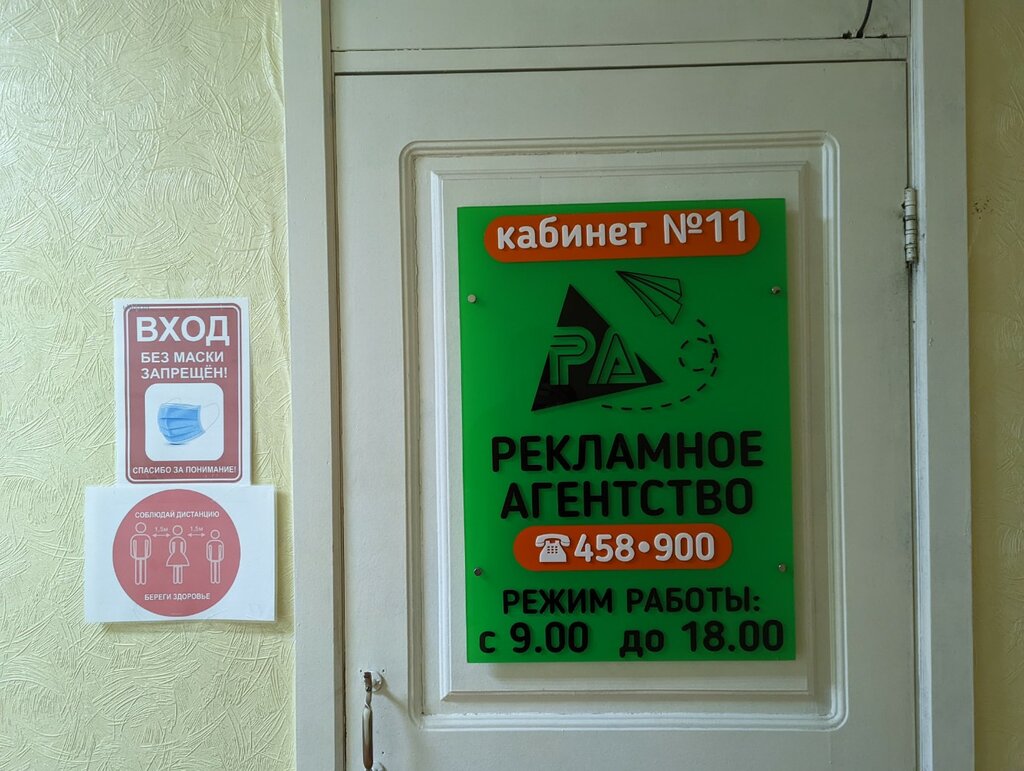 ВХОД
БЕЗ МАСКИ
ЗАПРЕЩЁН!
СПАСИБО ЗА ПОНИМАНИЕ!
СОБЛЮДАЙ ДИСТАНЦИЮ
1,5м 1,5м
БЕРЕГИ ЗДОРОВЬЕ
кабинет №11
РА
РЕКЛАМНОЕ
АГЕНТСТВО
458•900
РЕЖИМ РАБОТЫ:
с 9.00 до 18.00